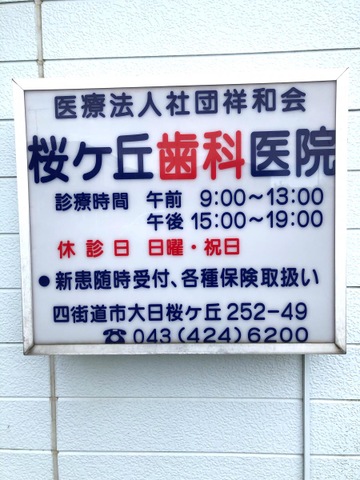 医療法人社団祥和会
桜ケ丘歯科医院
診療時間 午前 9:00～13:00
午後 15:00～19:00
休診日 日曜・祝日
●新患随時受付、各種保険取扱い
四街道市大日桜ケ丘252-49
☎043(424)6200